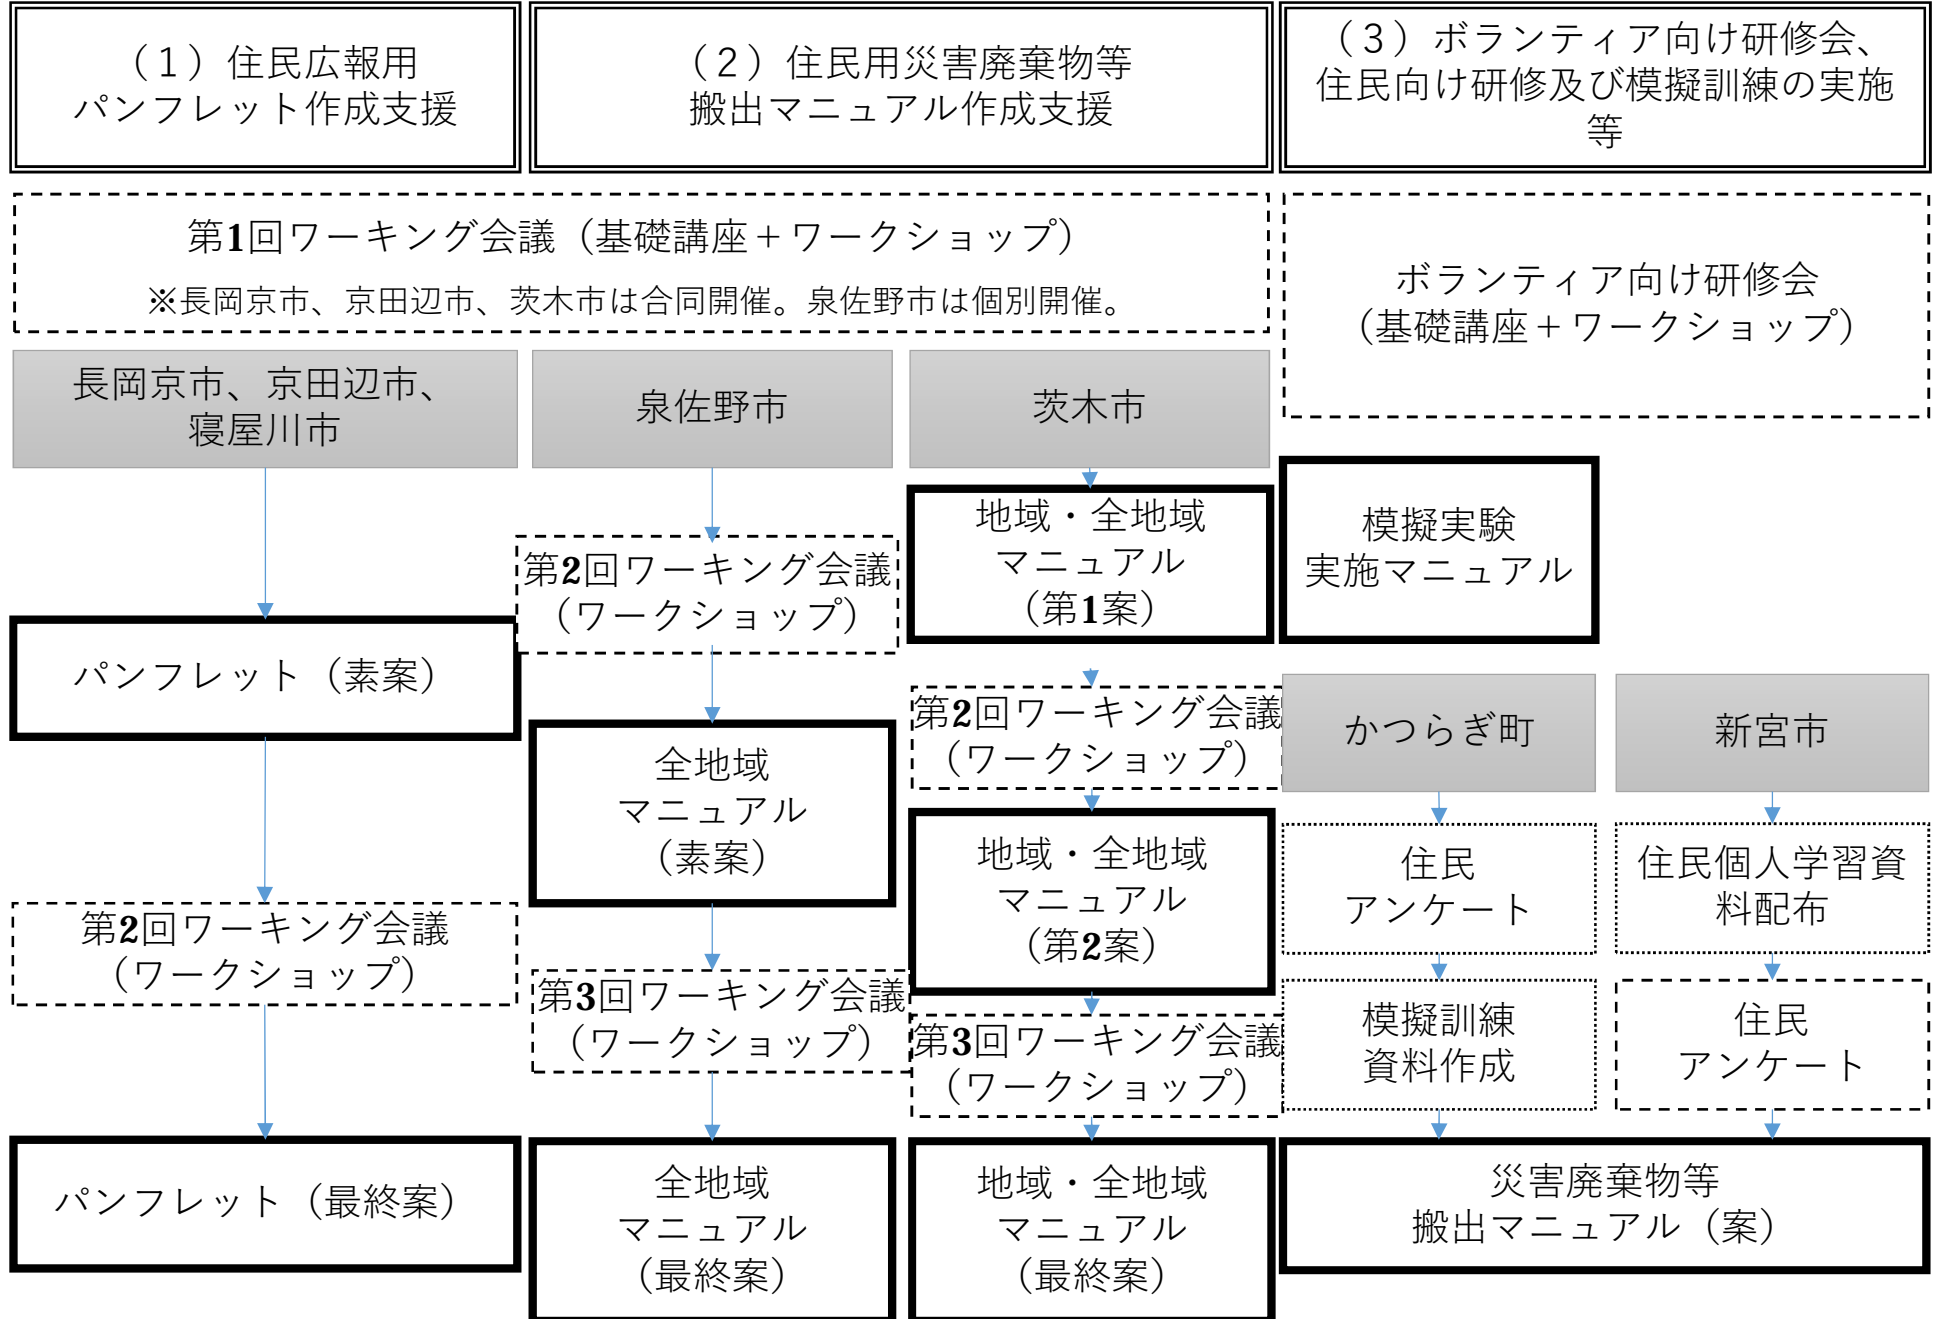 （１）住民広報用
パンフレット作成支援
（２）住民用災害廃棄物等
搬出マニュアル作成支援
（３）ボランティア向け研修会、
住民向け研修及び模擬訓練の実施
等
第1回ワーキング会議（基礎講座＋ワークショップ）
※長岡京市、京田辺市、茨木市は合同開催。泉佐野市は個別開催。
ボランティア向け研修会
（基礎講座＋ワークショップ）
長岡京市、京田辺市、
寝屋川市
パンフレット（素案）
第2回ワーキング会議
（ワークショップ）
パンフレット（最終案）
泉佐野市
第2回ワーキング会議
（ワークショップ）
全地域
マニュアル
（素案）
第3回ワーキング会議
（ワークショップ）
全地域
マニュアル
（最終案）
茨木市
地域・全地域
マニュアル
（第1案）
第2回ワーキング会議
（ワークショップ）
地域・全地域
マニュアル
（第2案）
第3回ワーキング会議
（ワークショップ）
地域・全地域
マニュアル
（最終案）
模擬実験
実施マニュアル
かつらぎ町
住民
アンケート
模擬訓練
資料作成
新宮市
住民個人学習資
料配布
住民
アンケート
災害廃棄物等
搬出マニュアル（案）